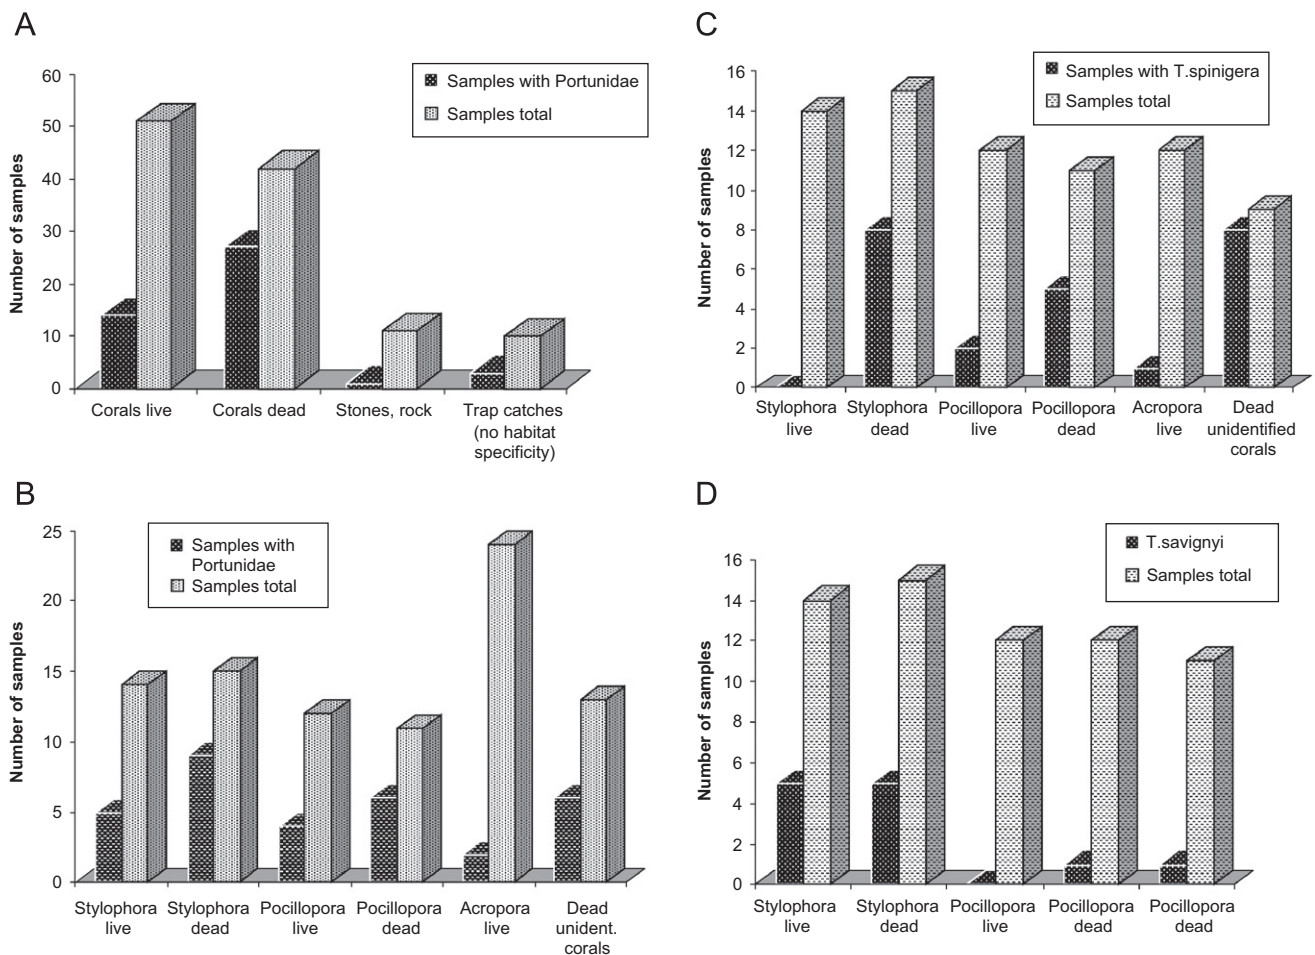 A
Number of samples
60
50
40
30
20
10
0
Samples with Portunidae
Samples total
Corals live
Corals dead
Stones, rock
Trap catches
(no habitat
specificity)
C
Number of samples
16
14
12
10
8
6
4
2
0
Samples with T.spinigera
Samples total
Stylophora
live
Stylophora
dead
Pocillopora
live
Pocillopora
dead
Acropora
live
Dead
unidentified
corals
B
Number of samples
25
20
15
10
5
0
Samples with
Portunidae
Samples total
Stylophora
live
Stylophora
dead
Pocillopora
live
Pocillopora
dead
Acropora
live
Dead
unident.
corals
D
Number of samples
16
14
12
10
8
6
4
2
0
T.savignyi
Samples total
Stylophora
live
Stylophora
dead
Pocillopora
live
Pocillopora
dead
Pocillopora
dead